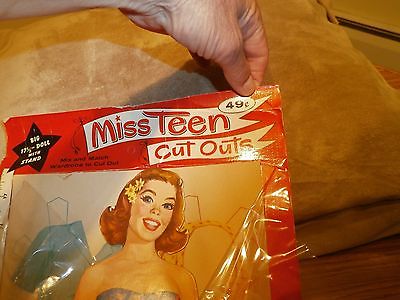 49¢
Miss Teen
Cut Outs
BIG
17½" DOLL
WITH
STAND
Mix and Match
Wardrobe to Cut Out